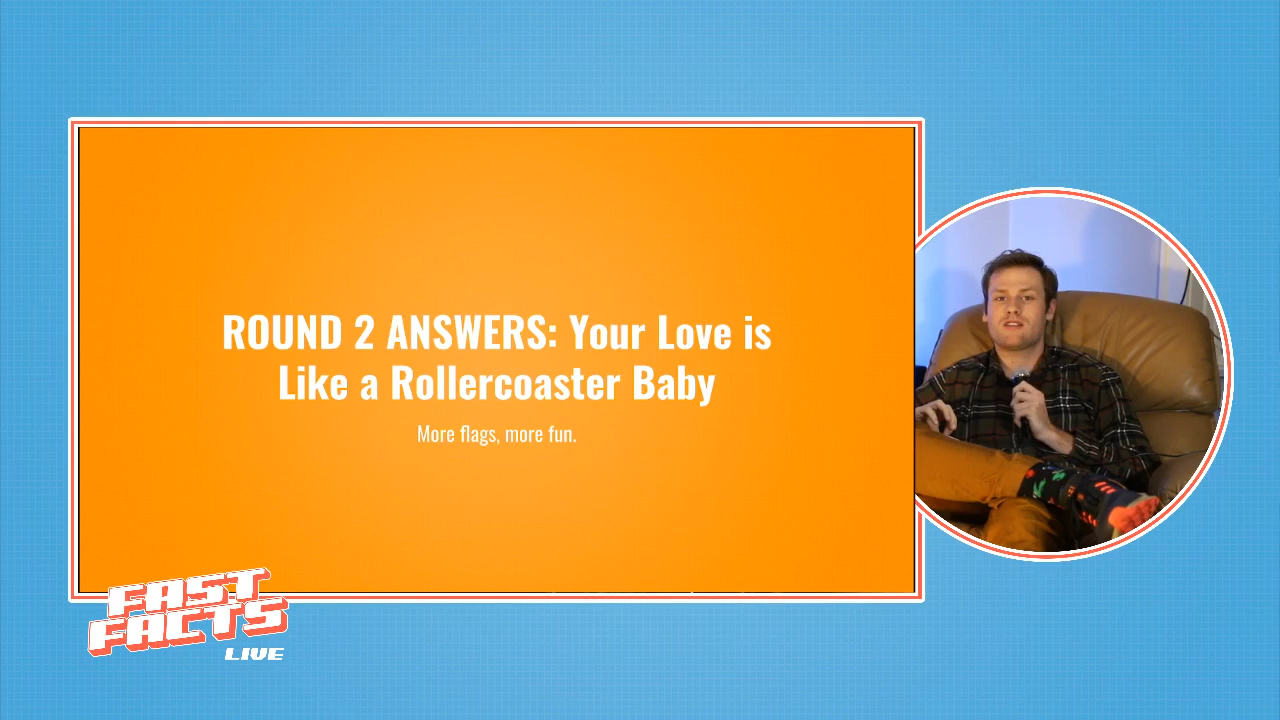 ROUND 2 ANSWERS: Your Love is
Like a Rollercoaster Baby
More flags, more fun.
FAST
FACTS
LIVE